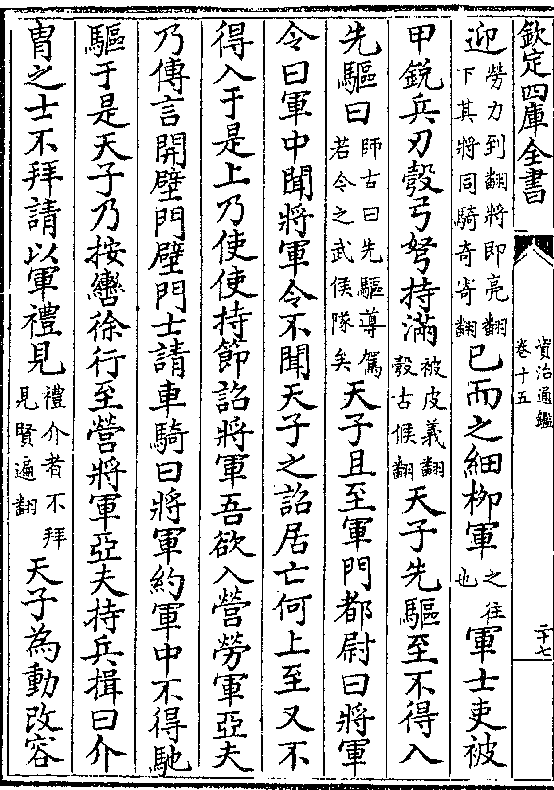 欽定四庫全書
資治通鑑
卷十五
二十七
迎勞力到翻將即亮翻下其將同騎奇寄翻已而之細柳軍之往也軍士吏被
甲銳兵刃彀弓弩持滿被皮義翻彀古候翻天子先驅至不得入
先驅曰師古曰先驅導駕若令之武侯隊矣天子且至軍門都尉曰將軍
令曰軍中聞將軍令不聞天子之詔居亡何上至又不
得入于是上乃使使持節詔將軍吾欲入營勞軍亞夫
乃傳言開壁門壁門士請車騎曰將軍約軍中不得馳
驅于是天子乃按轡徐行至營將軍亞夫持兵揖曰介
胄之士不拜請以軍禮見禮介者不拜見賢遍翻天子為動改容